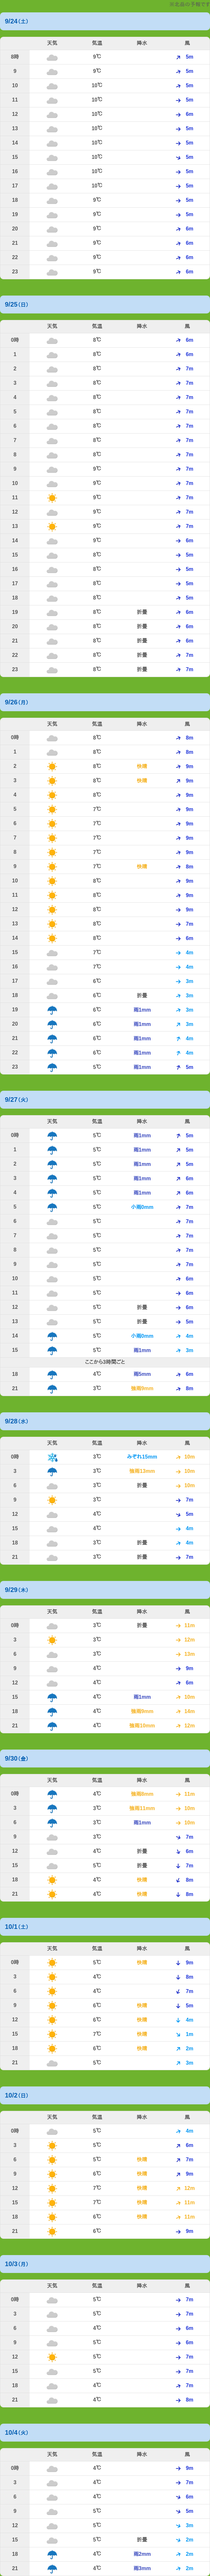 の予報です
9/24(土)
天気 気温 降水 風
8時 9℃ 5m
9 9℃ 5m
10 10℃ 5m
11 10℃ 5m
12 10℃ 6m
13 10℃ 5m
14 10℃ 5m
15 10℃ 5m
16 10℃ 5m
17 10℃ 5m
18 9℃ 5m
19 9℃ 5m
20 9℃ 6m
21 9℃ 6m
22 9℃ 6m
23 9℃ 6m
9/25(日)
天気 気温 降水 風
0時 8℃ 6m
1 8℃ 6m
2 8℃ 7m
3 8℃ 7m
4 8℃ 7m
5 8℃ 7m
6 8℃ 7m
7 8℃ 7m
8 8℃ 7m
9 9℃ 7m
10 9℃ 7m
11 9℃ 7m
12 9℃ 7m
13 9℃ 7m
14 9℃ 6m
15 8℃ 5m
16 8℃ 5m
17 8℃ 5m
18 8℃ 5m
19 8℃ 折曇 6m
20 8℃ 折曇 6m
21 8℃ 折曇 6m
22 8℃ 折曇 7m
23 8℃ 折曇 7m
9/26(月)
天気 気温 降水 風
0時 8℃ 8m
1 8℃ 8m
2 8℃ 快晴 9m
3 8℃ 快晴 9m
4 8℃ 9m
5 7℃ 9m
6 7℃ 9m
7 7℃ 9m
8 7℃ 9m
9 7℃ 快晴 8m
10 8℃ 9m
11 8℃ 9m
12 8℃ 9m
13 8℃ 7m
14 8℃ 6m
15 7℃ 4m
16 7℃ 4m
17 6℃ 3m
18 6℃ 折曇 3m
19 6℃ 雨1mm 3m
20 6℃ 雨1mm 3m
21 6℃ 雨1mm 4m
22 6℃ 雨1mm 4m
23 5℃ 雨1mm 5m
9/27(火)
天気 気温 降水 風
0時 5℃ 雨1mm 5m
1 5℃ 雨1mm 5m
2 5℃ 雨1mm 5m
3 5℃ 雨1mm 6m
4 5℃ 雨1mm 6m
5 5℃ 小雨0mm 7m
6 5℃ 7m
7 5℃ 7m
8 5℃ 7m
9 5℃ 7m
10 5℃ 6m
11 5℃ 6m
12 5℃ 折曇 6m
13 5℃ 折曇 5m
14 5℃ 小雨0mm 4m
15 5℃ 雨1mm 3m
ここから3時間ごと
18 4℃ 雨5mm 6m
21 3℃ 強雨8mm 8m
9/28(水)
天気 気温 降水 風
0時 3℃ みぞれ15mm 10m
3 3℃ 強雨13mm 10m
6 3℃ 折曇 10m
9 3℃ 7m
12 4℃ 5m
15 4℃ 4m
18 3℃ 折曇 4m
21 3℃ 折曇 7m
9/29(木)
天気 気温 降水 風
0時 3℃ 折曇 11m
3 3℃ 12m
6 3℃ 13m
9 4℃ 9m
12 4℃ 6m
15 4℃ 雨1mm 10m
18 4℃ 強雨9mm 14m
21 4℃ 強雨10mm 12m
9/30(金)
天気 気温 降水 風
0時 4℃ 強雨8mm 11m
3 3℃ 強雨11mm 10m
6 3℃ 雨1mm 10m
9 3℃ 7m
12 4℃ 折曇 6m
15 5℃ 折曇 7m
18 4℃ 快晴 8m
21 4℃ 快晴 8m
10/1(土)
天気 気温 降水 風
0時 5℃ 快晴 9m
3 4℃ 8m
6 4℃ 7m
9 6℃ 快晴 5m
12 6℃ 快晴 4m
15 7℃ 快晴 1m
18 6℃ 快晴 2m
21 5℃ 3m
10/2(日)
天気 気温 降水 風
0時 5℃ 4m
3 5℃ 6m
6 5℃ 快晴 7m
9 6℃ 快晴 9m
12 7℃ 快晴 12m
15 7℃ 快晴 11m
18 6℃ 快晴 11m
21 6℃ 9m
10/3(月)
天気 気温 降水 風
0時 5℃ 7m
3 5℃ 7m
6 4℃ 6m
9 5℃ 6m
12 5℃ 7m
15 5℃ 7m
18 4℃ 7m
21 4℃ 8m
10/4(火)
天気 気温 降水 風
0時 4℃ 9m
3 4℃ 7m
6 4℃ 6m
9 5℃ 5m
12 5℃ 3m
15 5℃ 折曇 2m
18 4℃ 雨2mm 2m
21 4℃ 雨3mm 2m